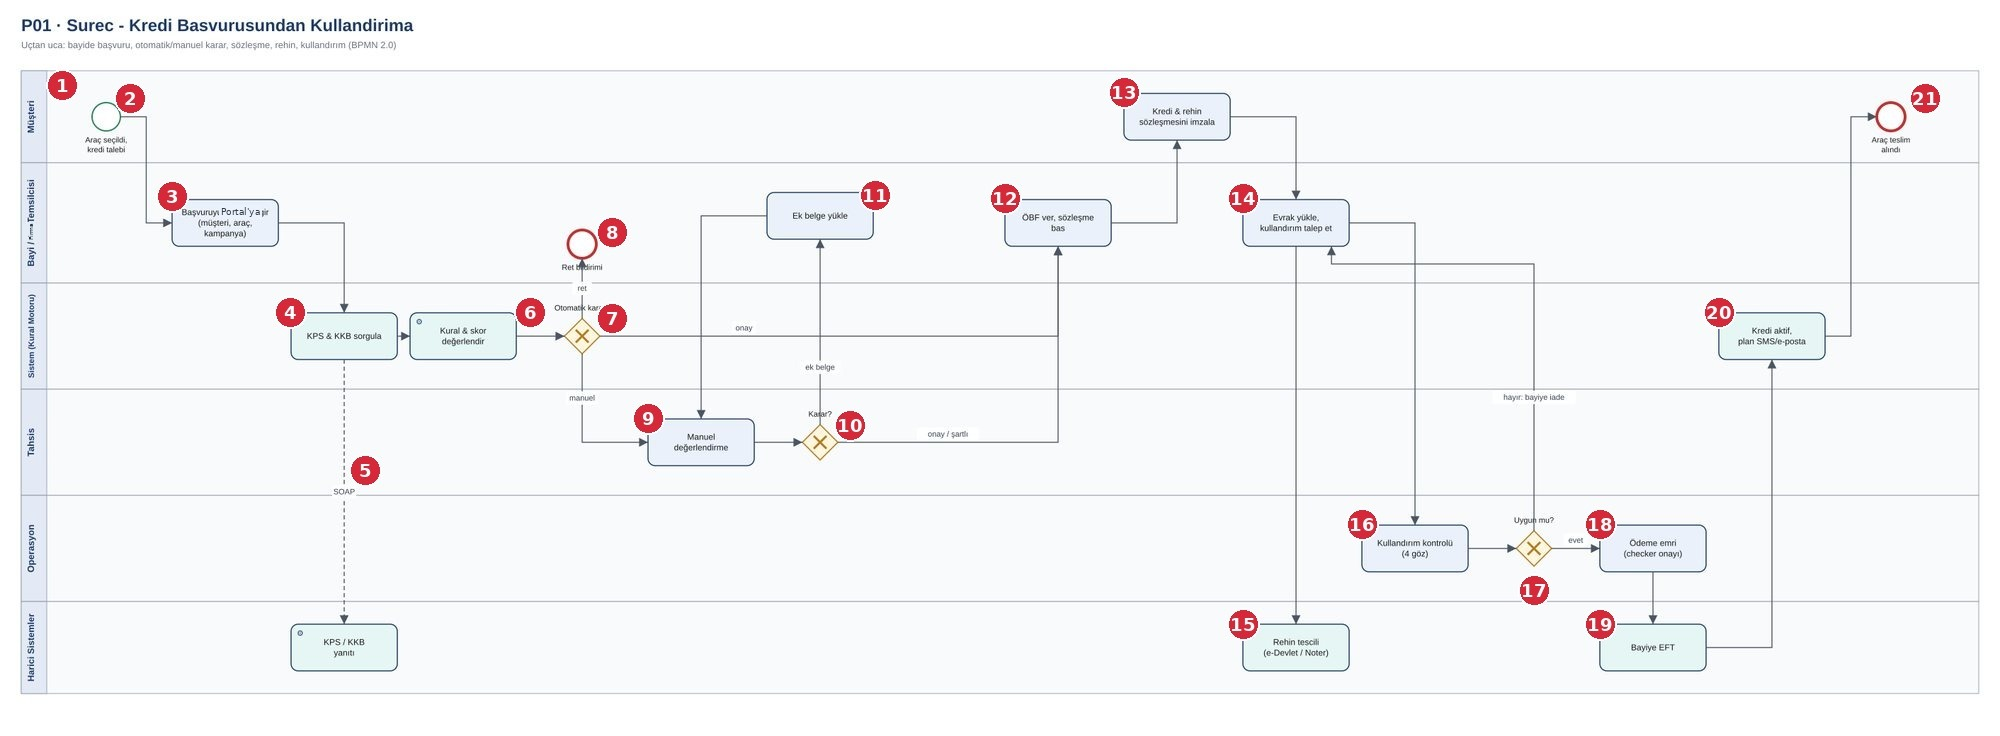 P01 · Surec - Kredi Basvurusundan Kullandirima
Uçtan uca: bayide başvuru, otomatik/manuel karar, sözleşme, rehin, kullandırım (BPMN 2.0)
Müşteri
1
2
Araç seçildi,
kredi talebi
13
Kredi & rehin
sözleşmesini imzala
21
Araç teslim
alındı
Bayi / Temsilcisi
3
Başvuruyu Portal'ya
(müşteri, araç,
kampanya)
8
Ret bildirimi
ret
11
Ek belge yükle
12
ÖBF ver, sözleşme
bas
14
Evrak yükle,
kullandırım talep et
Sistem (Kural Motoru)
4
KPS & KKB sorgula
6
Kural & skor
değerlendir
Otomatik
7
onay
ek belge
20
Kredi aktif,
plan SMS/e-posta
Tahsis
manuel
9
Manuel
değerlendirme
Karar?
10
onay / şartlı
hayır: bayiye iade
5
SOAP
Operasyon
16
Kullandırım kontrolü
(4 göz)
Uygun mu?
17
evet
18
Ödeme emri
(checker onayı)
Harici Sistemler
KPS / KKB
yanıtı
15
Rehin tescili
(e-Devlet / Noter)
19
Bayiye EFT